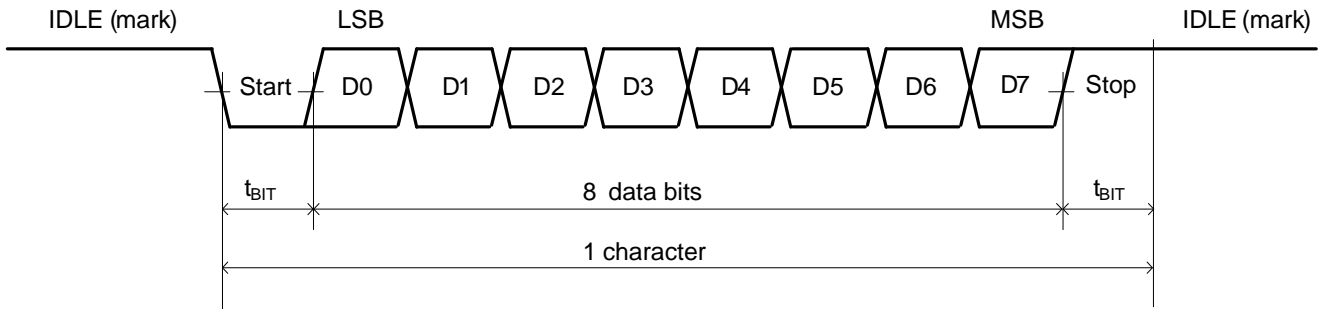 IDLE (mark) LSB MSB IDLE (mark)
Start D0 D1 D2 D3 D4 D5 D6 D7 Stop
tBIT 8 data bits tBIT
1 character